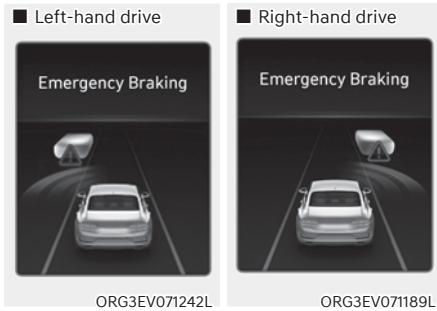 ■ Left-hand drive
Emergency Braking
ORG3EV071242L
■ Right-hand drive
Emergency Braking
ORG3EV071189L